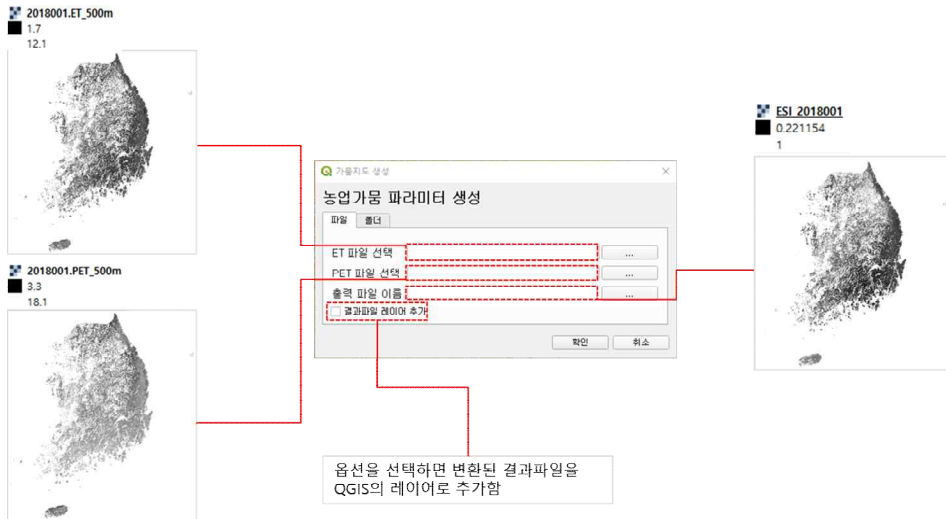 2018001.ET_500m
1.7
12.1
2018001.PET_500m
3.3
18.1
가뭄지도 생성
농업가뭄 파라미터 생성
파일
폴더
ET 파일 선택
...
PET 파일 선택
...
출력 파일 이름
...
결과파일 레이어 추가
확인
취소
옵션을 선택하면 변환된 결과파일을
QGIS의 레이어로 추가함
ESI_2018001
0.221154
1